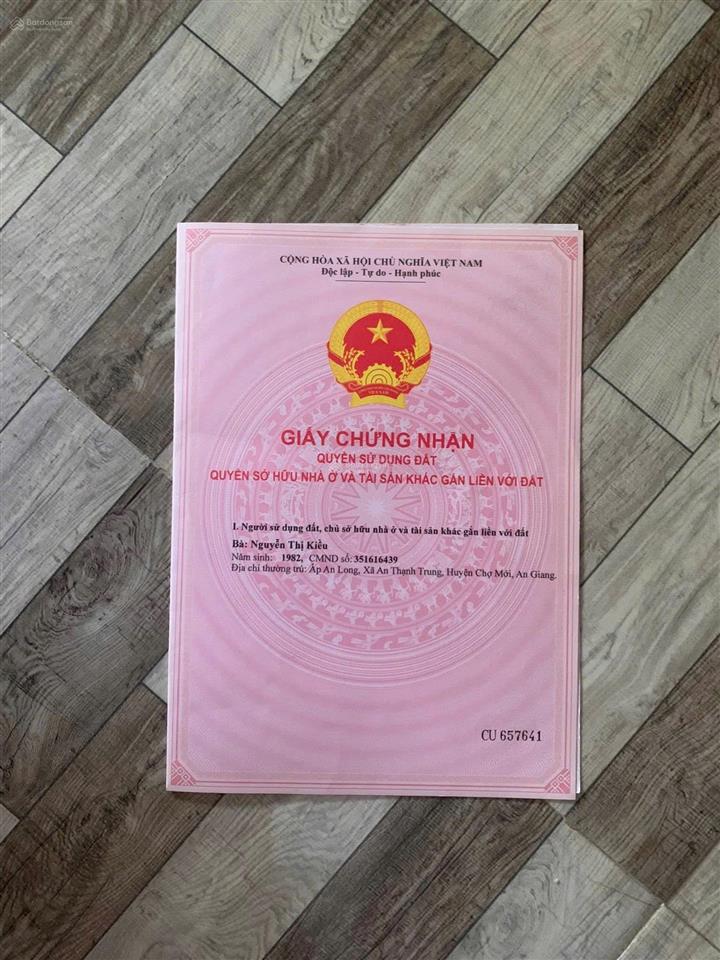 Batdongsan
CỘNG HÒA XÃ HỘI CHỦ NGHĨA VIỆT NAM
Độc lập - Tự do - Hạnh phúc
VIỆT NAM
GIẤY CHỨNG NHẬN
QUYỀN SỬ DỤNG ĐẤT
QUYỀN SỞ HỮU NHÀ Ở VÀ TÀI SẢN KHÁC GẮN LIỀN VỚI ĐẤT
I. Người sử dụng đất, chủ sở hữu nhà ở và tài sản khác gắn liền với đất
Bà: Nguyễn Thị Kiều
Năm sinh: 1982, CMND số: 351616439
Địa chỉ thường trú: Ấp An Long, Xã An Thạnh Trung, Huyện Chợ Mới, An Giang.
CU 657641